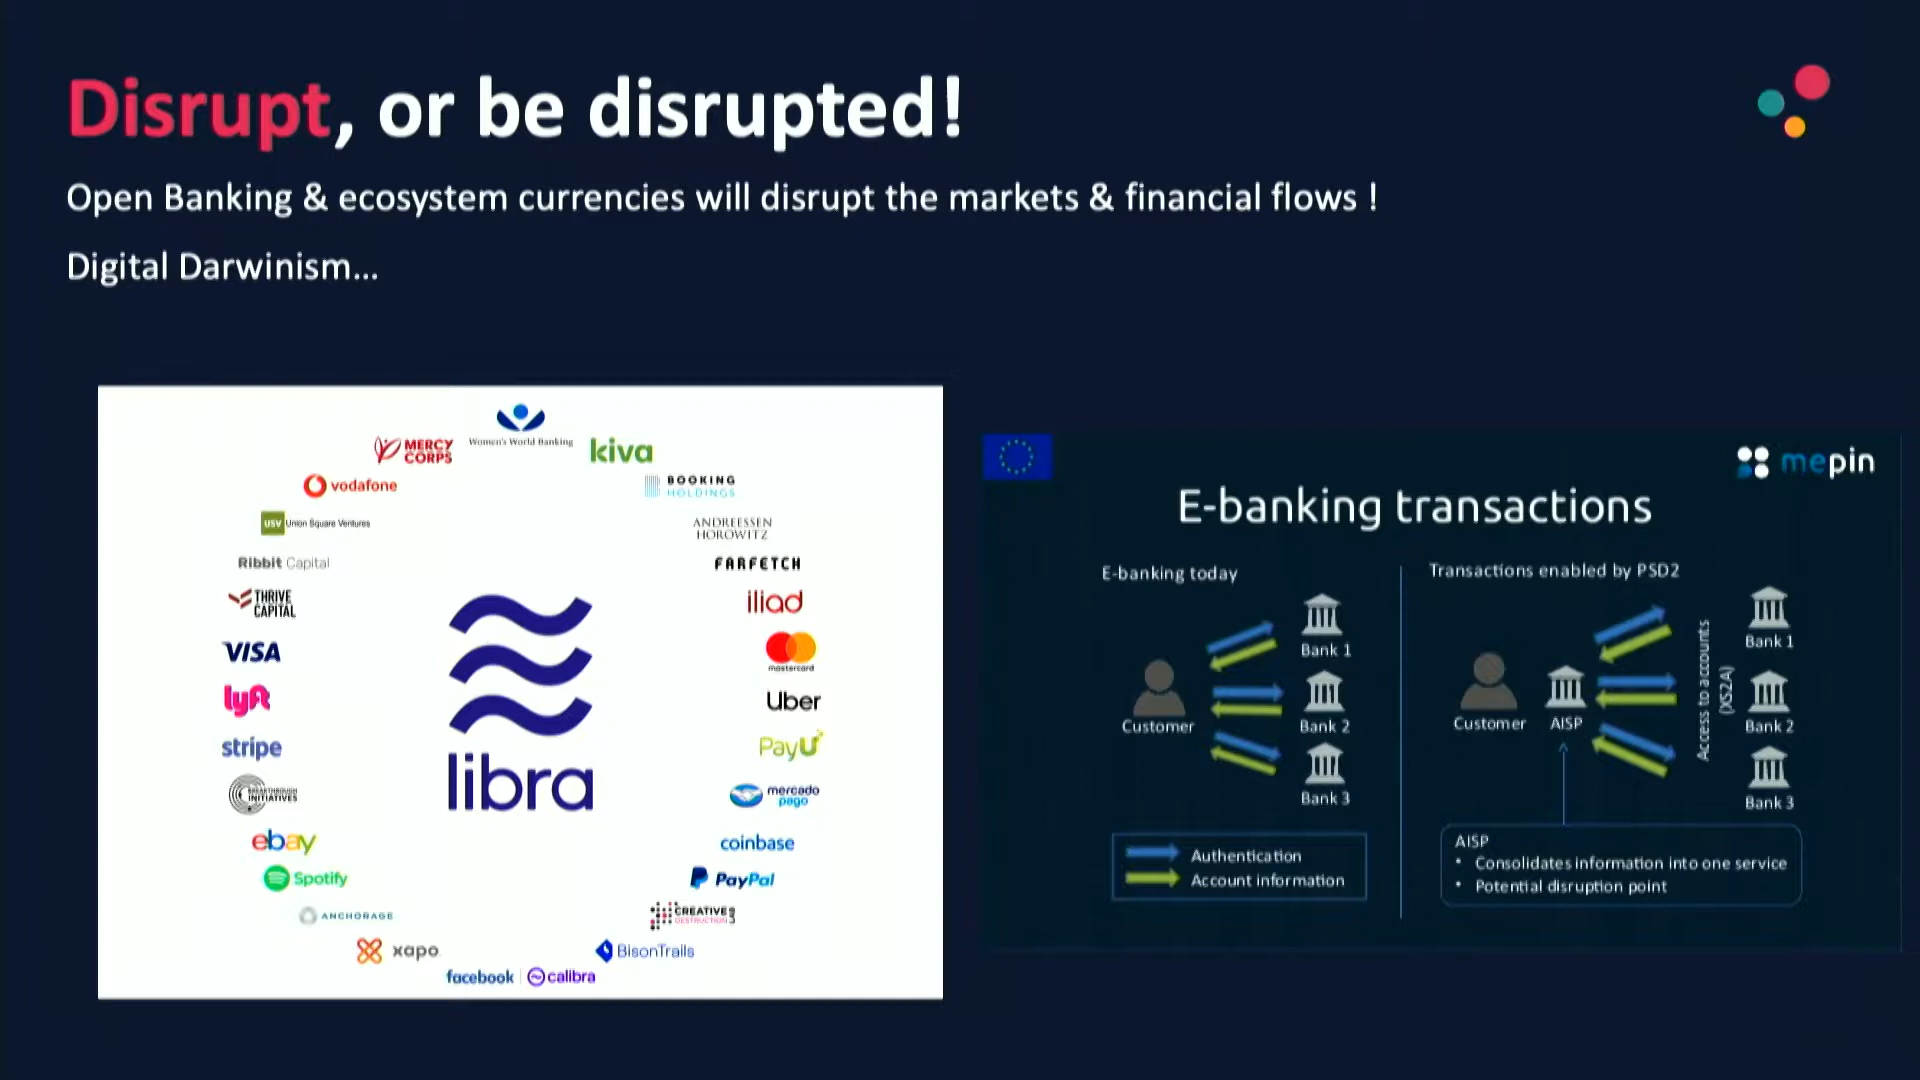 Disrupt, or be disrupted!
Open Banking & ecosystem currencies will disrupt the markets & financial flows !
Digital Darwinism...
Women's World Banking
MERCY
CORPS
kiva
vodafone
BOOKING
HOLDINGS
USV Union Square Ventures
ANDREESSEN
HOROWITZ
Ribbit Capital
FARFETCH
THRIVE
CAPITAL
iliad
VISA
mastercard
lyft
Uber
stripe
PayU
libra
BREAKTHROUGH
INITIATIVES
mercado
pago
ebay
coinbase
Spotify
PayPal
ANCHORAGE
CREATIVE
DESTRUCTION
xapo
BisonTrails
facebook | calibra
mepin
E-banking transactions
E-banking today
Bank 1
Customer
Bank 2
Bank 3
Authentication
Account information
Transactions enabled by PSD2
Bank 1
Customer
AISP
Access to accounts
(XS2A)
Bank 2
Bank 3
AISP
• Consolidates information into one service
• Potential disruption point